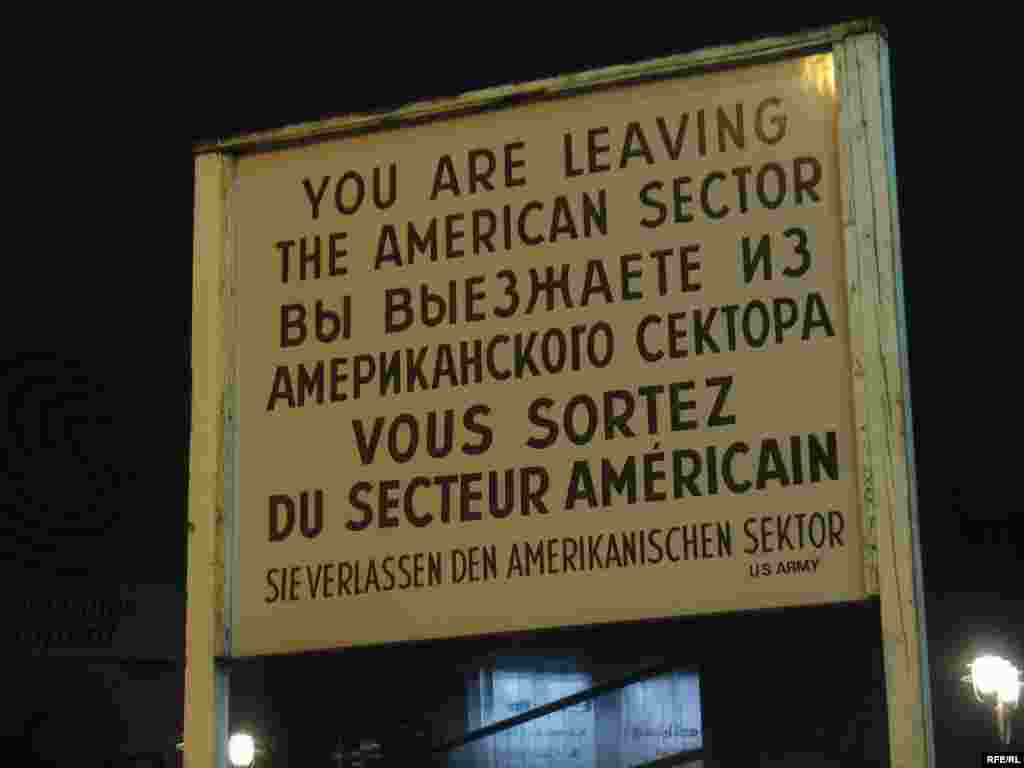 YOU ARE LEAVING
THE AMERICAN SECTOR
ВЫ ВЫЕЗЖАЕТЕ ИЗ
АМЕРИКАНСКОГО СЕКТОРА
VOUS SORTEZ
DU SECTEUR AMÉRICAIN
SIE VERLASSEN DEN AMERIKANISCHEN SEKTOR
US ARMY
RFE/RL